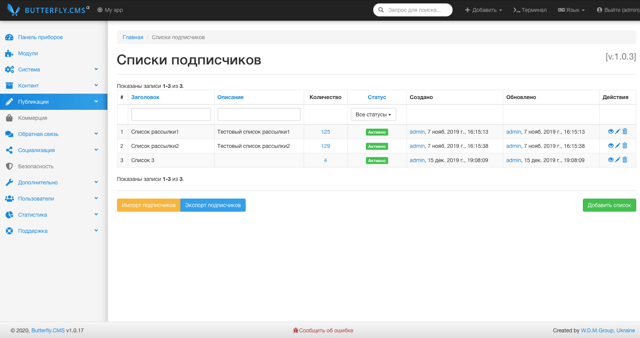 BUTTERFLY.CMS
My app
Запрос для поиска...
Добавить
Терминал
Язык
Выйти (admin)
Панель приборов
Модули
Система
Контент
Публикации
Коммерция
Обратная связь
Социализация
Безопасность
Дополнительно
Пользователи
Статистика
Поддержка
Главная / Списки подписчиков
Списки подписчиков [v.1.0.3]
Показаны записи 1-3 из 3.
# Заголовок Описание Количество Статус Создано Обновлено Действия
Все статусы
1 Список рассылки1 Тестовый список рассылки1 125 Активно admin, 7 нояб. 2019 г., 16:15:13 admin, 7 нояб. 2019 г., 16:15:13
2 Список рассылки2 Тестовый список рассылки2 129 Активно admin, 7 нояб. 2019 г., 16:15:38 admin, 7 нояб. 2019 г., 16:15:38
3 Список 3 4 Активно admin, 15 дек. 2019 г., 19:08:09 admin, 15 дек. 2019 г., 19:08:09
Показаны записи 1-3 из 3.
Импорт подписчиков Экспорт подписчиков Добавить список
© 2020, Butterfly.CMS v1.0.17 Сообщить об ошибке Created by W.D.M.Group, Ukraine